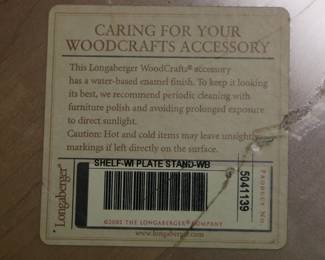 CARING FOR YOUR
WOODCRAFTS ACCESSORY
This Longaberger WoodCrafts® accessory
has a water-based enamel finish. To keep it looking
its best, we recommend periodic cleaning with
furniture polish and avoiding prolonged exposure
to direct sunlight.
Caution: Hot and cold items may leave unsightly
markings if left directly on the surface.
Longaberger®
SHELF-WI PLATE STAND-WB
5041139
PRODUCT NO.
THE LONGABERGER® COMPANY
www.longaberger.com